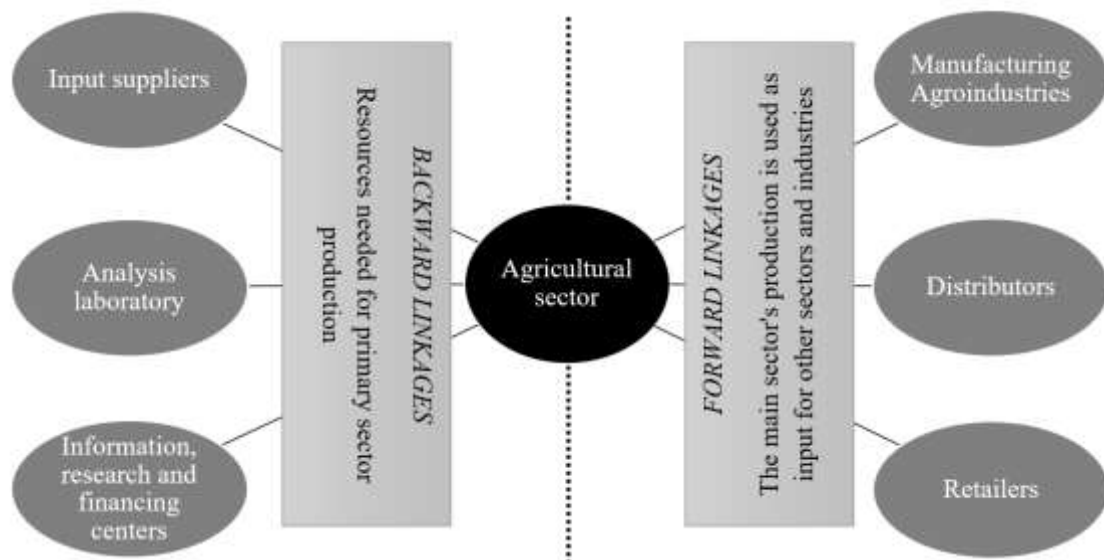 Input suppliers
Analysis
laboratory
Information,
research and
financing
centers
BACKWARD LINKAGES
Resources needed for primary sector
production
Agricultural
sector
FORWARD LINKAGES
The main sector's production is used as
input for other sectors and industries
Manufacturing
Agroindustries
Distributors
Retailers